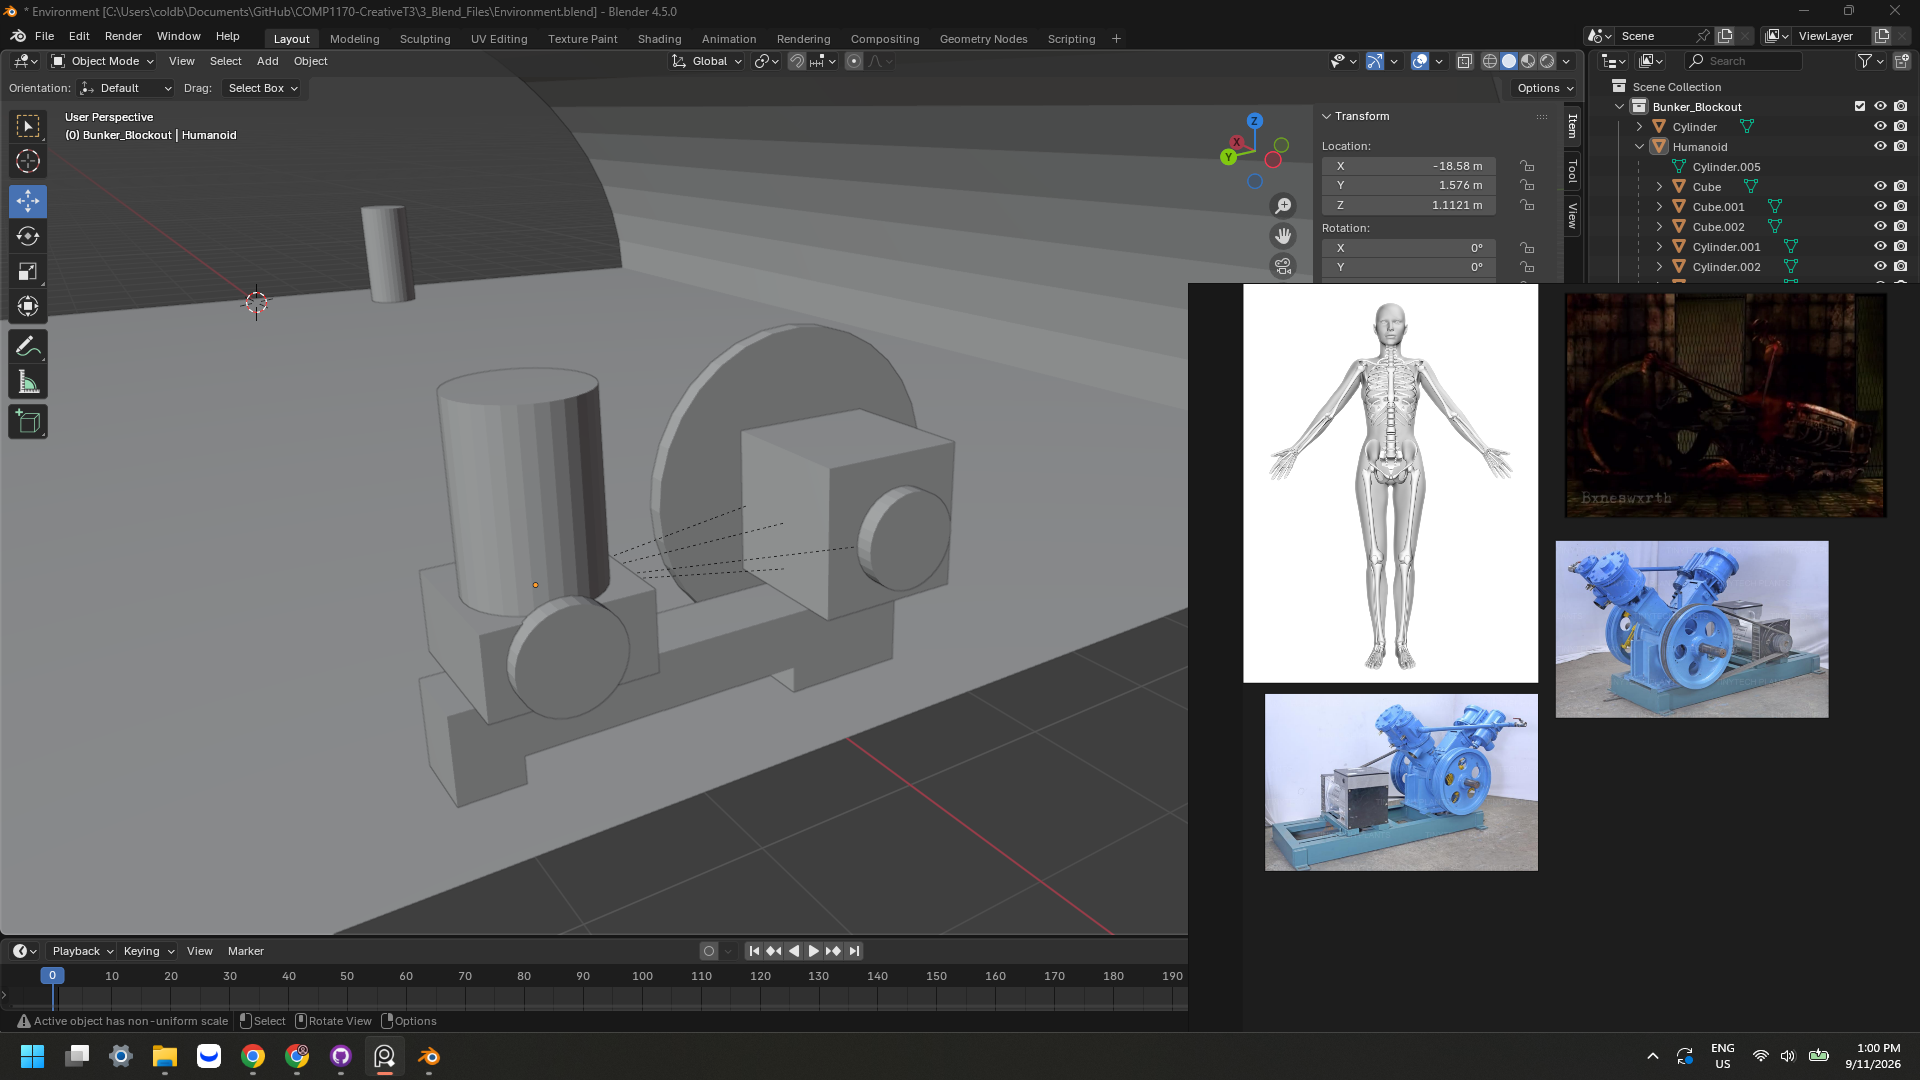 * Environment [C:\Users\coldb\Documents\GitHub\COMP1170-CreativeT3\3_Blend_Files\Environment.blend] - Blender 4.5.0
File Edit Render Window Help
Layout Modeling Sculpting UV Editing Texture Paint Shading Animation Rendering Compositing Geometry Nodes Scripting +
Scene
ViewLayer
Object Mode View Select Add Object
Global
Search
Orientation: Default Drag: Select Box
Options
Scene Collection
Bunker_Blockout
Cylinder
Humanoid
Cylinder.005
Cube
Cube.001
Cube.002
Cylinder.001
Cylinder.002
User Perspective
(0) Bunker_Blockout | Humanoid
Z
X
Y
Transform
Location:
X -18.58 m
Y 1.576 m
Z 1.1121 m
Rotation:
X 0°
Y 0°
Item
Tool
View
Bxneswxrth
Playback Keying View Marker
0 10 20 30 40 50 60 70 80 90 100 110 120 130 140 150 160 170 180 190
Active object has non-uniform scale Select Rotate View Options
ENG
US
1:00 PM
9/11/2026